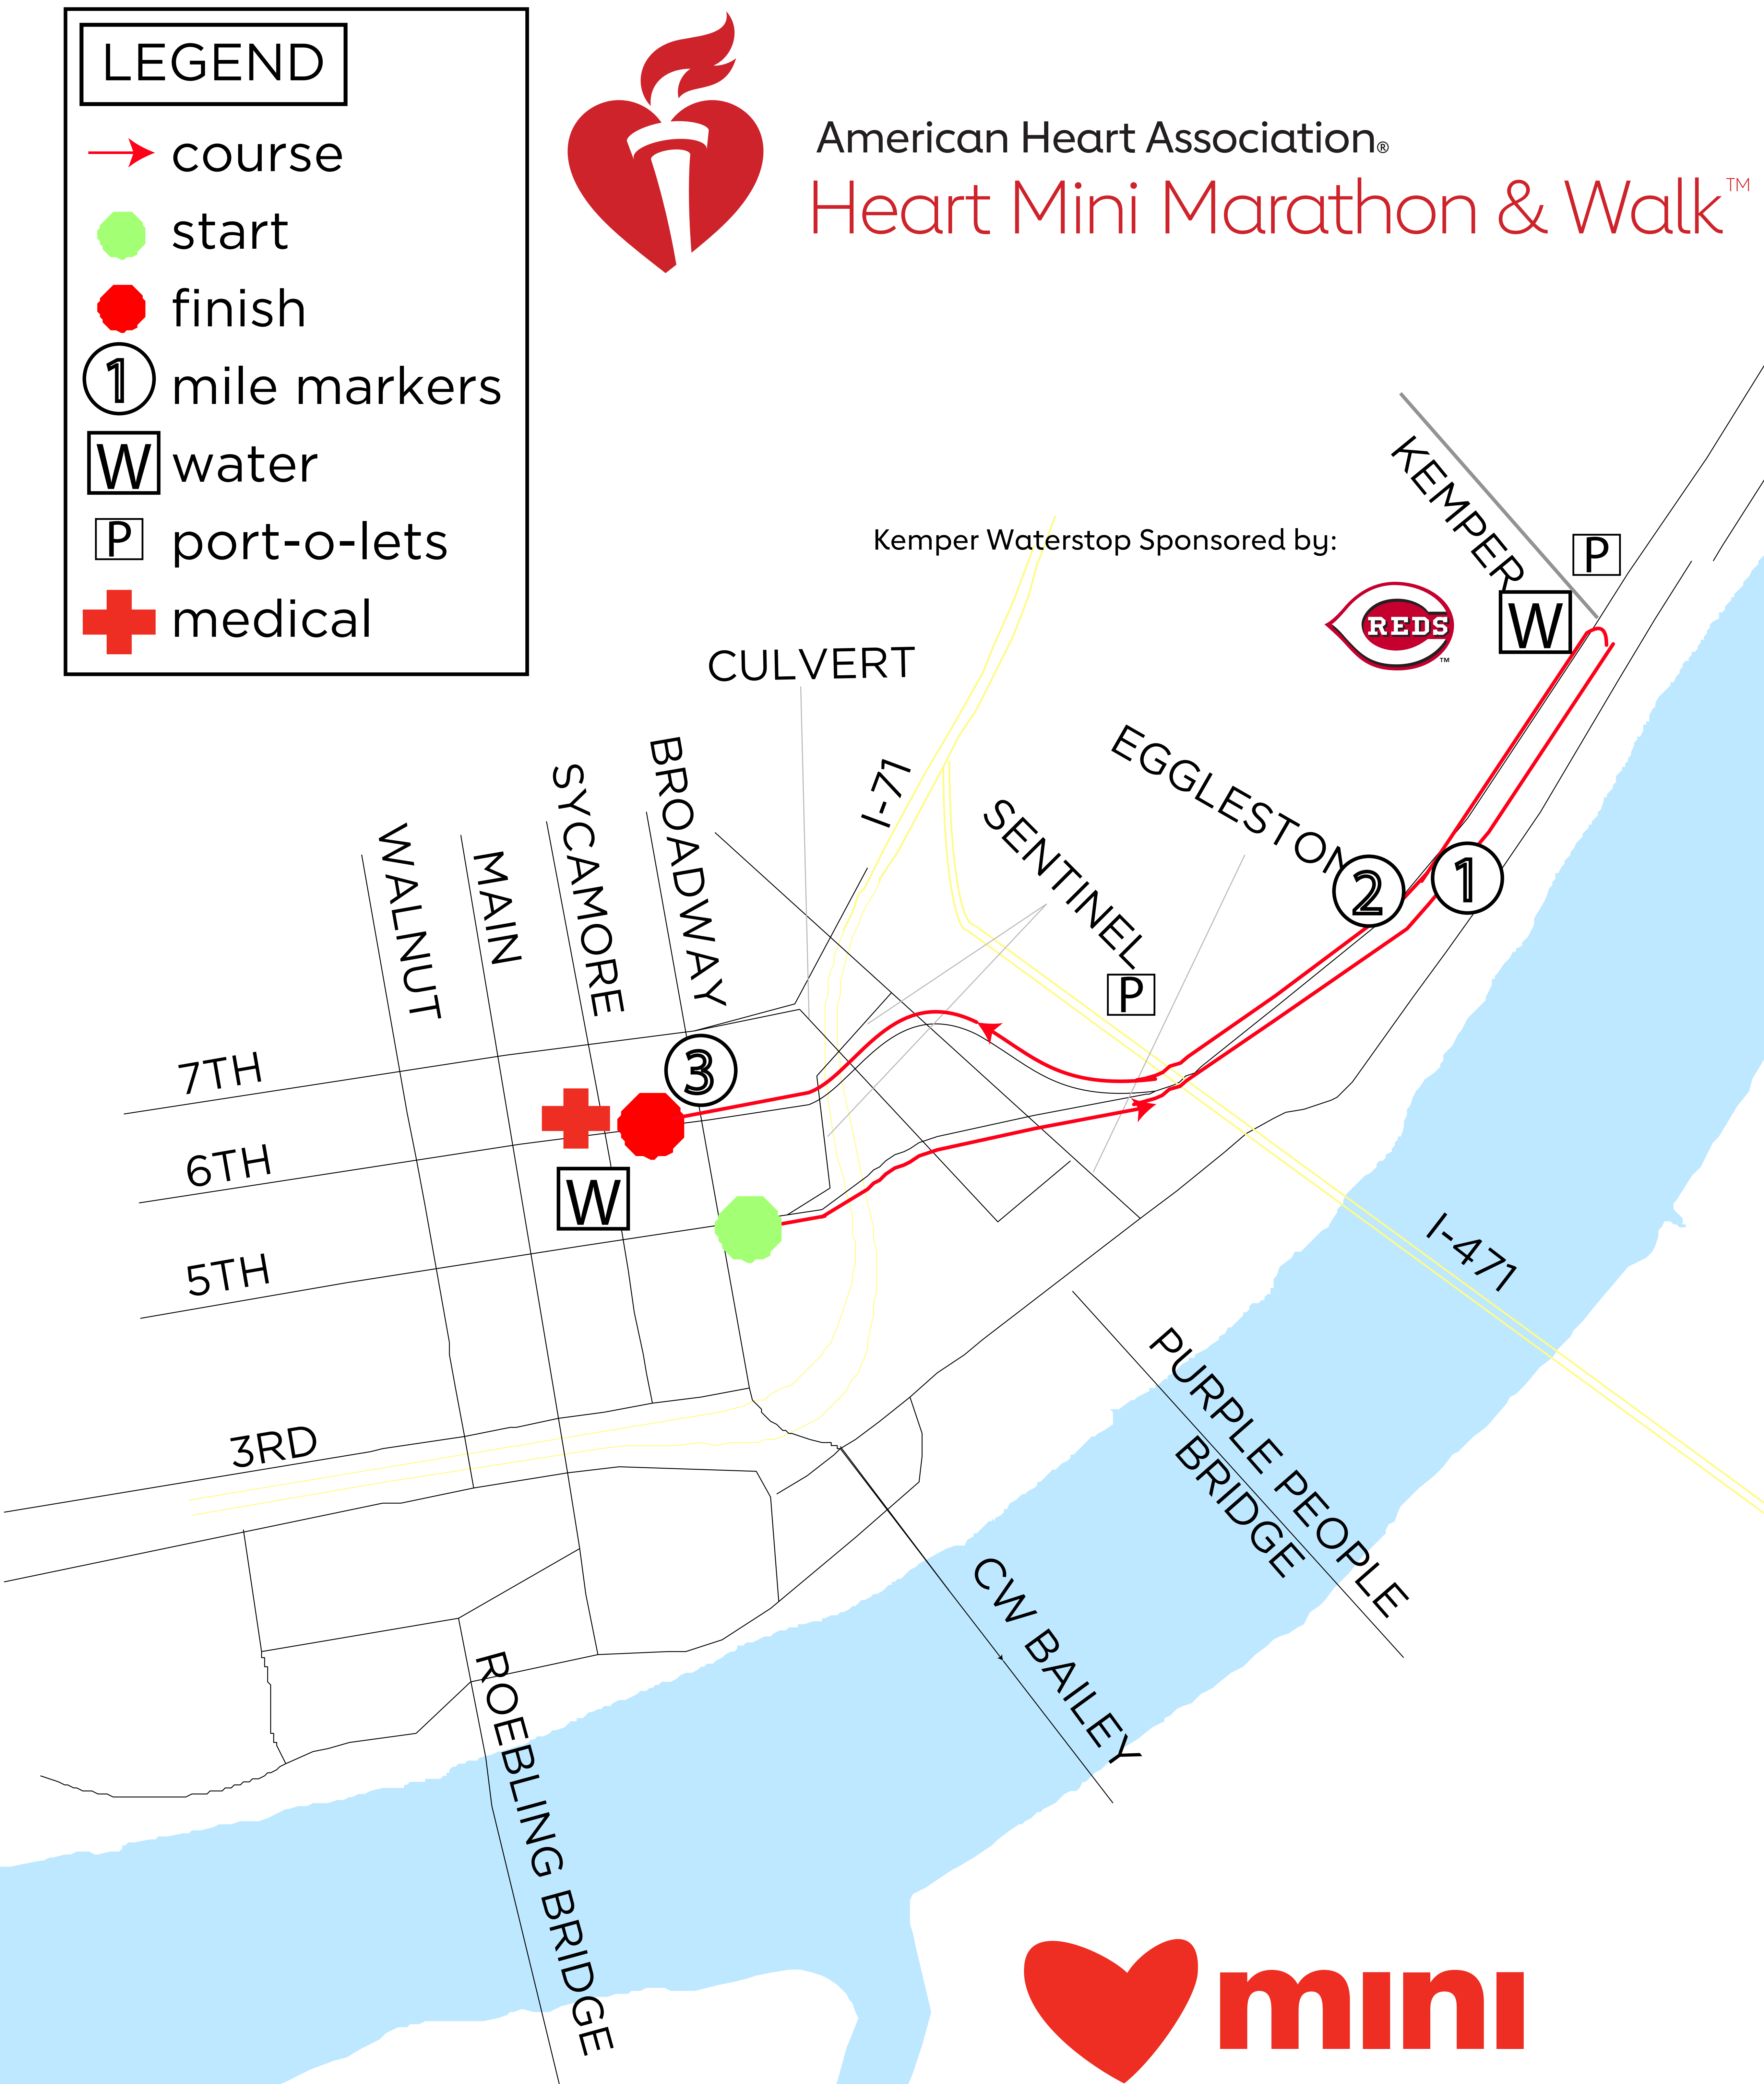 LEGEND
course
start
finish
1 mile markers
W water
P port-o-lets
medical
American Heart Association®
Heart Mini Marathon & Walk™
KEMPER
Kemper Waterstop Sponsored by:
P
W
REDS™
CULVERT
I-71
EGGLESTON
SENTINEL
BROADWAY
SYCAMORE
MAIN
WALNUT
2
1
P
3
7TH
6TH
W
5TH
I-471
3RD
PURPLE PEOPLE
BRIDGE
CW BAILEY
ROEBLING BRIDGE
mini